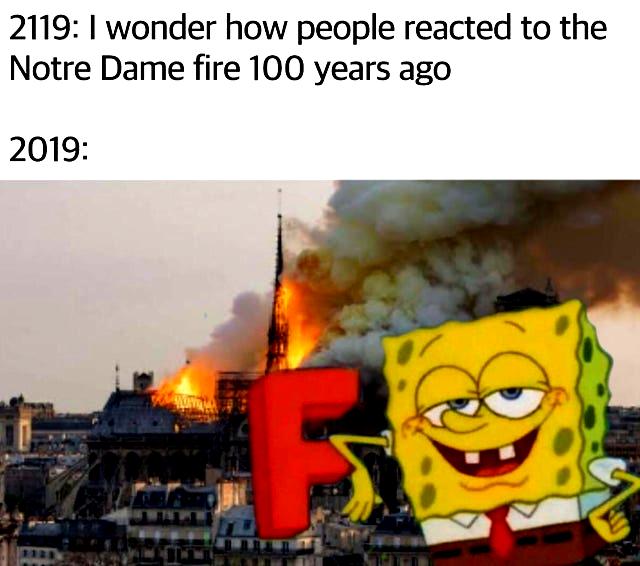 2119: I wonder how people reacted to the
Notre Dame fire 100 years ago
2019:
F